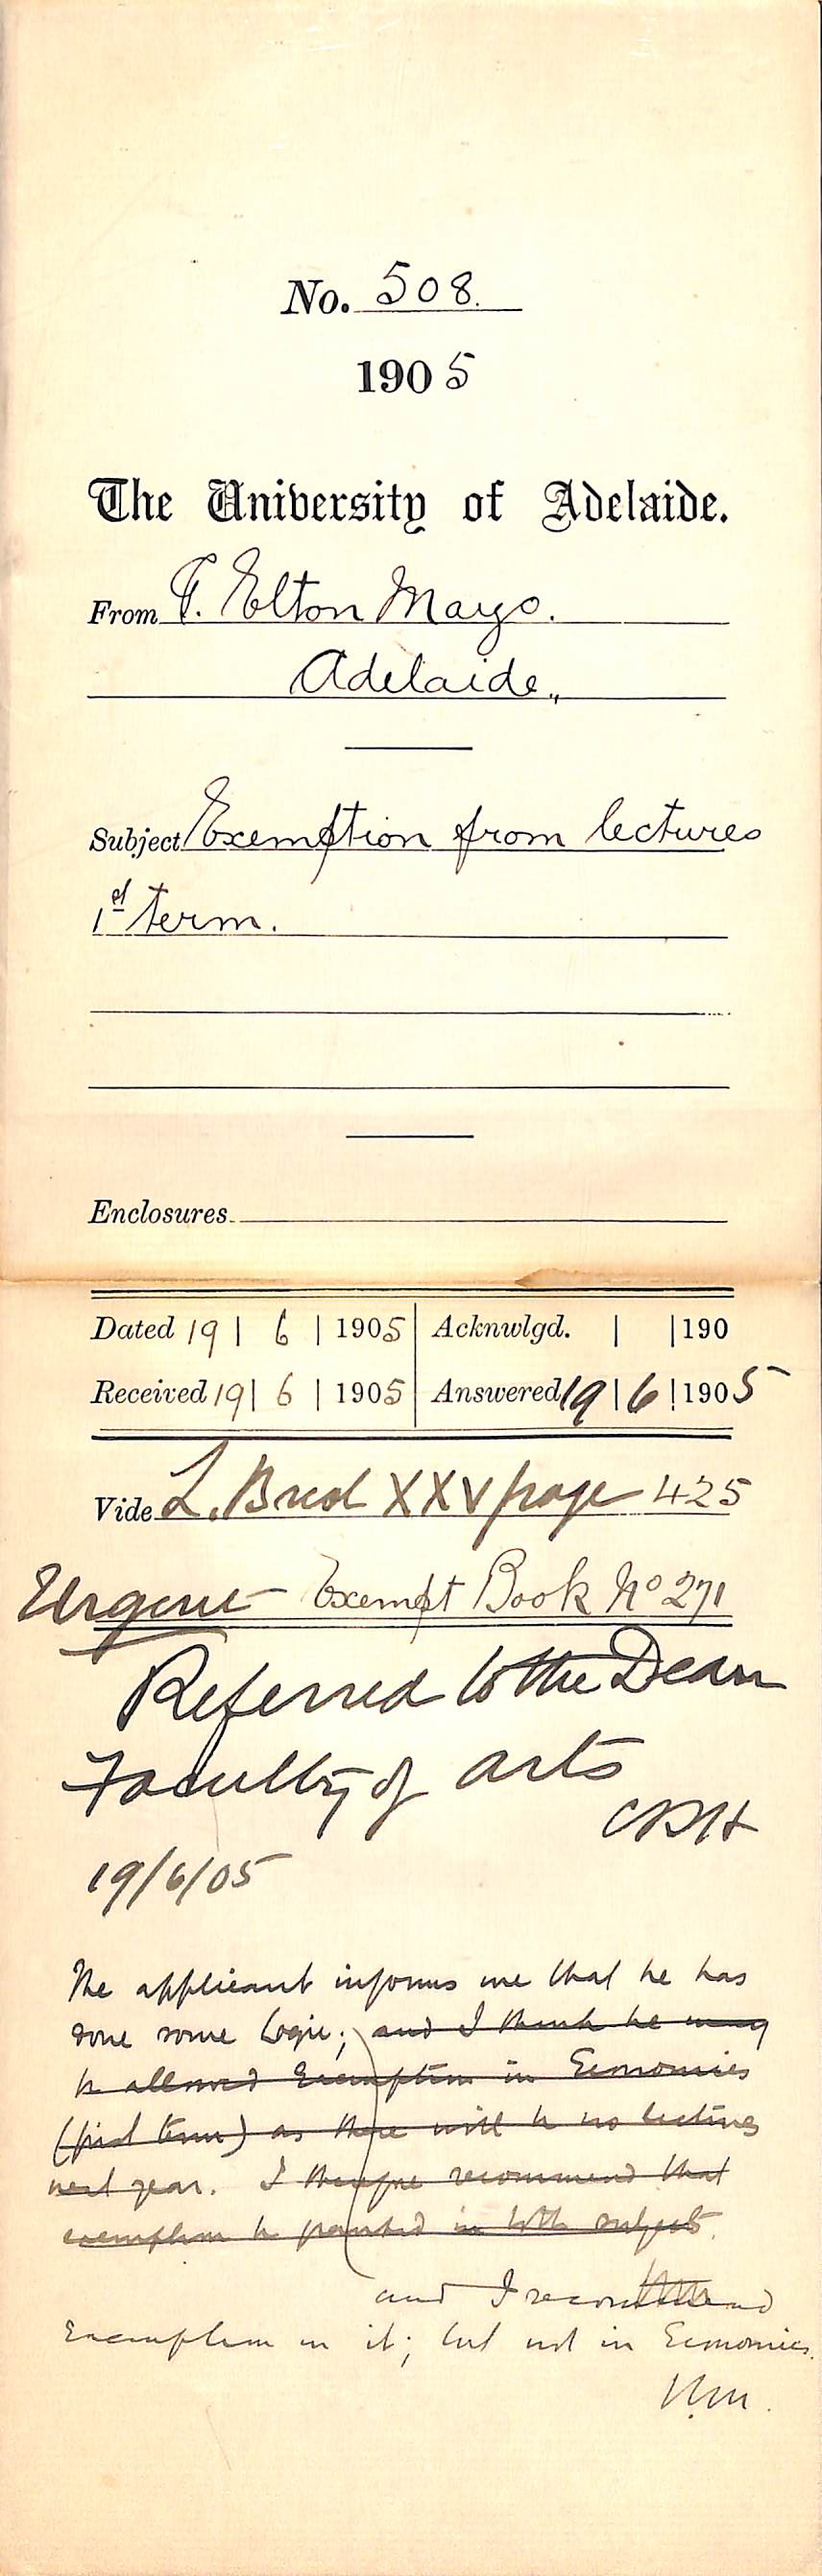 No. 508.
1905
The University of Adelaide.
From G. Elton Mayo.
Adelaide,,
Subject Exemption from lectures
1st term.
Enclosures
Dated 19 | 6 | 1905 Acknwlgd. | | 190
Received 19 | 6 | 1905 Answered 19 | 6 | 1905
Vide L. Book XXV page 425
Urgent Exempt Book No 271
Referred to the Dean
Faculty of Arts
CRH
19/6/05
The applicant informs me that he has
done some Logic; and I think he may
be allowed Exemption in Economics
(first term) as there will be no lectures
next year. I therefore recommend that
exemption be granted in both subjects.
and I recommend
Exemption in it; but not in Economics.